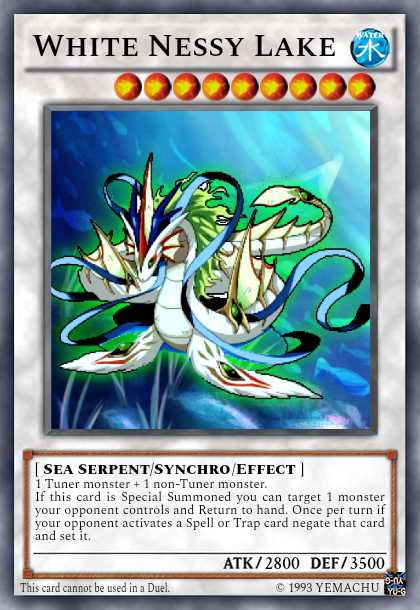 White Nessy Lake
WATER
水
[ Sea Serpent/Synchro/Effect ]
1 Tuner monster + 1 non-Tuner monster.
If this card is Special Summoned you can target 1 monster
your opponent controls and Return to hand. Once per turn if
your opponent activates a Spell or Trap card negate that card
and set it.
ATK/2800 DEF/3500
This card cannot be used in a Duel.
© 1993 YEMACHU